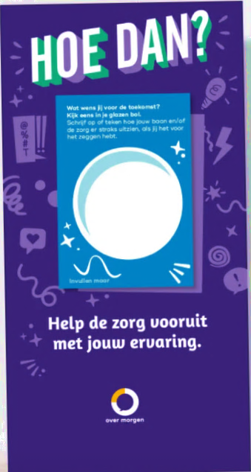 HOE DAN?
Wat wens jij voor de toekomst?
Kijk eens in je glazen bol.
Schrijf op of teken hoe jouw baan en/of
de zorg er straks uitzien, als jij het voor
het zeggen hebt.
Invullen maar
Help de zorg vooruit
met jouw ervaring.
over morgen